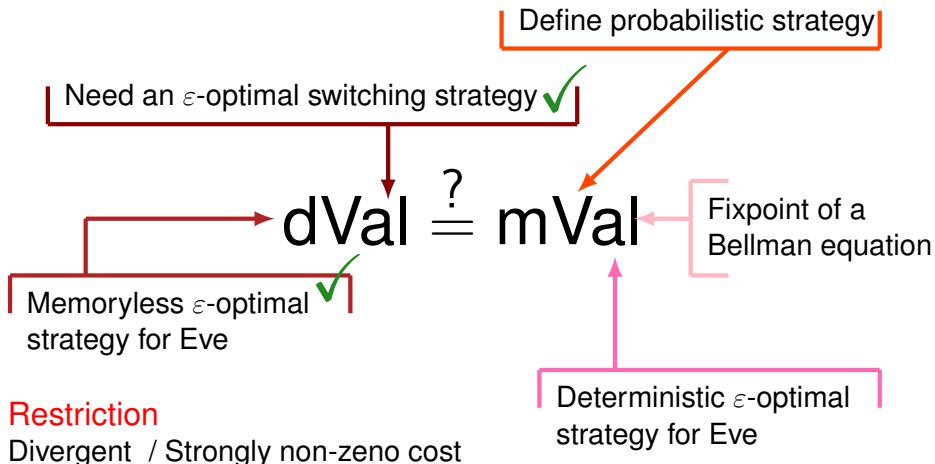 Define probabilistic strategy
Need an ε-optimal switching strategy ✓
dVal ≟ mVal
Fixpoint of a
Bellman equation
Memoryless ε-optimal ✓
strategy for Eve
Deterministic ε-optimal
strategy for Eve
Restriction
Divergent / Strongly non-zeno cost